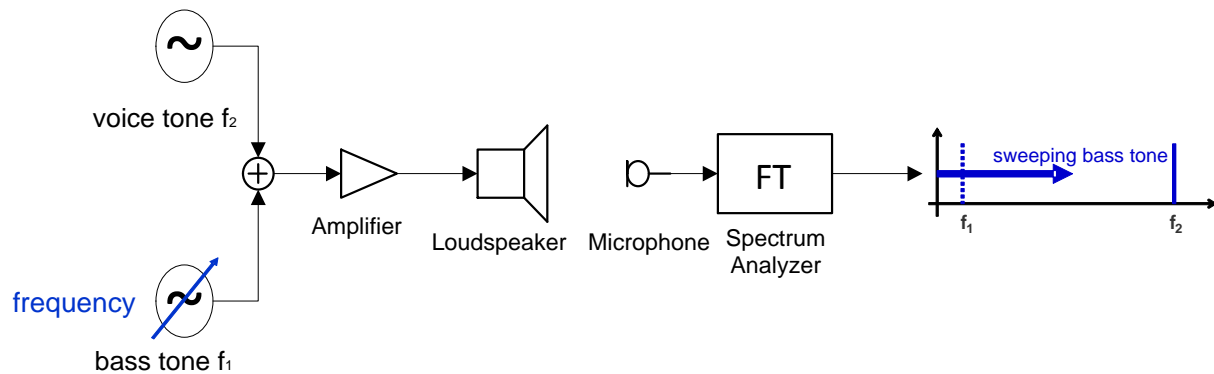 voice tone f₂
frequency
bass tone f₁
Amplifier
Loudspeaker
Microphone
FT
Spectrum
Analyzer
sweeping bass tone
f₁
f₂